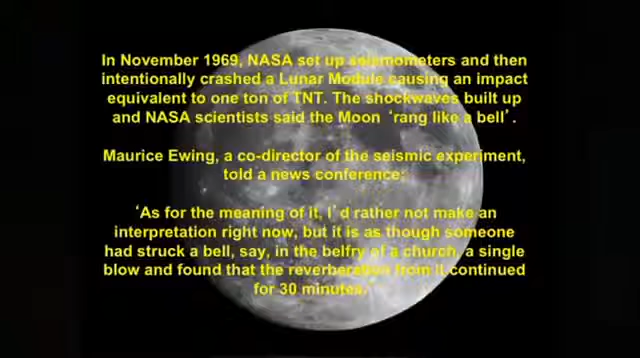 In November 1969, NASA set up seismometers and then
intentionally crashed a Lunar Module causing an impact
equivalent to one ton of TNT. The shockwaves built up
and NASA scientists said the Moon ‘rang like a bell’.
Maurice Ewing, a co-director of the seismic experiment,
told a news conference:
‘As for the meaning of it, I’d rather not make an
interpretation right now, but it is as though someone
had struck a bell, say, in the belfry of a church, a single
blow and found that the reverberation from it continued
for 30 minutes.’